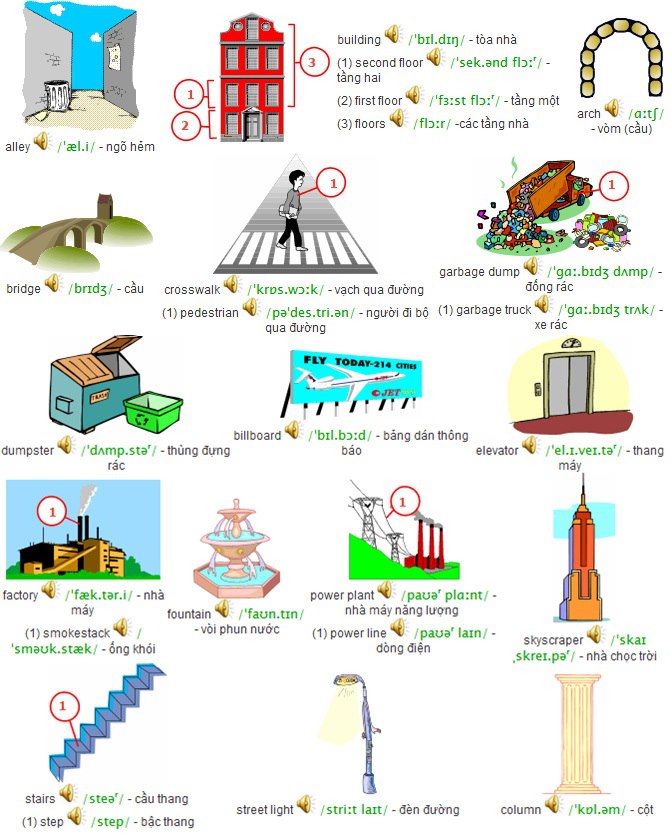 building /ˈbɪl.dɪŋ/ - tòa nhà
(1) second floor /ˈsek.ənd flɔːʳ/ -
tầng hai
(2) first floor /ˈfɜːst flɔːʳ/ - tầng một
(3) floors /flɔːr/ -các tầng nhà
1
2
3
arch /ɑːtʃ/
- vòm (cầu)
alley /ˈæl.i/ - ngõ hẻm
bridge /brɪdʒ/ - cầu
1
crosswalk /ˈkrɒs.wɔːk/ - vạch qua đường
(1) pedestrian /pəˈdes.tri.ən/ - người đi bộ
qua đường
1
garbage dump /ˈgɑː.bɪdʒ dʌmp/ -
đống rác
(1) garbage truck /ˈgɑː.bɪdʒ trʌk/ -
xe rác
TRASH
dumpster /ˈdʌmp.stəʳ/ - thùng đựng
rác
FLY TODAY-214 CITIES
JET
billboard /ˈbɪl.bɔːd/ - bảng dán thông
báo
elevator /ˈel.ɪ.veɪ.təʳ/ - thang
máy
1
factory /ˈfæk.tər.i/ - nhà
máy
(1) smokestack /
ˈsməʊk.stæk/ - ống khói
fountain /ˈfaʊn.tɪn/
- vòi phun nước
1
power plant /paʊəʳ plɑːnt/ -
nhà máy năng lượng
(1) power line /paʊəʳ laɪn/ -
dòng điện
skyscraper /ˈskaɪ
ˌskreɪ.pəʳ/ - nhà chọc trời
1
stairs /steəʳ/ - cầu thang
(1) step /step/ - bậc thang
street light /striːt laɪt/ - đèn đường
column /ˈkɒl.əm/ - cột